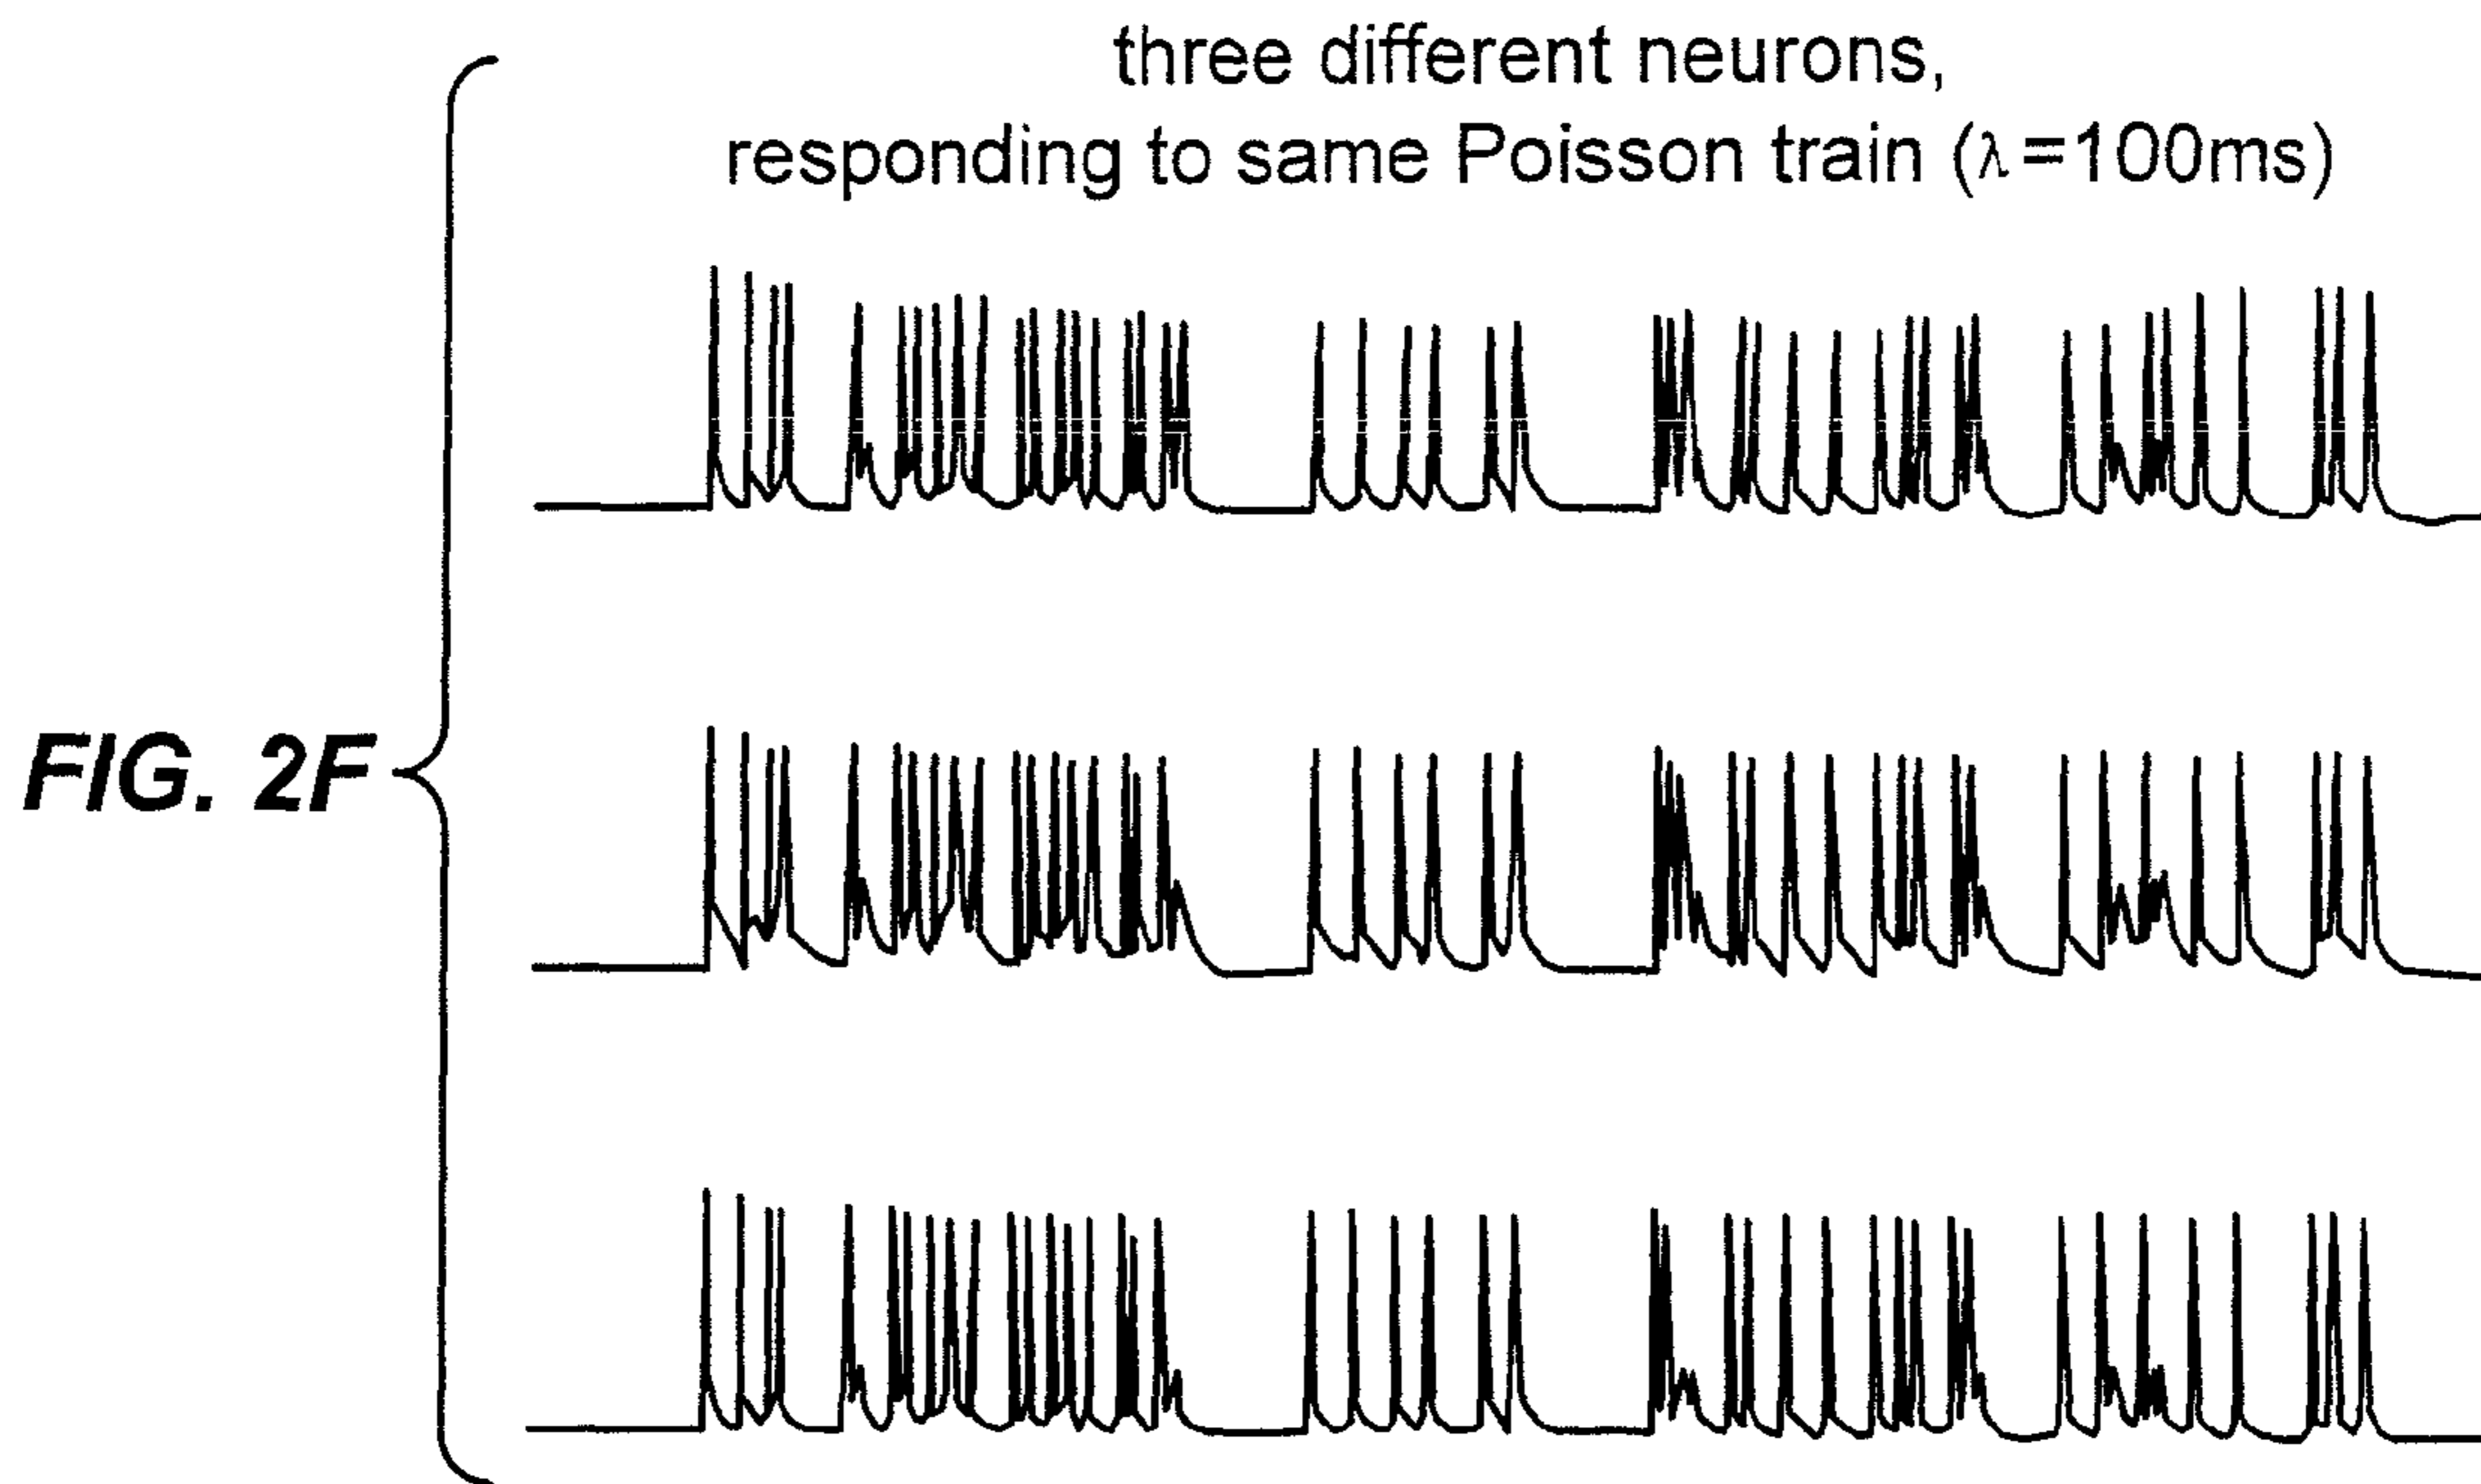 three different neurons,
responding to same Poisson train (λ=100ms)
FIG. 2F